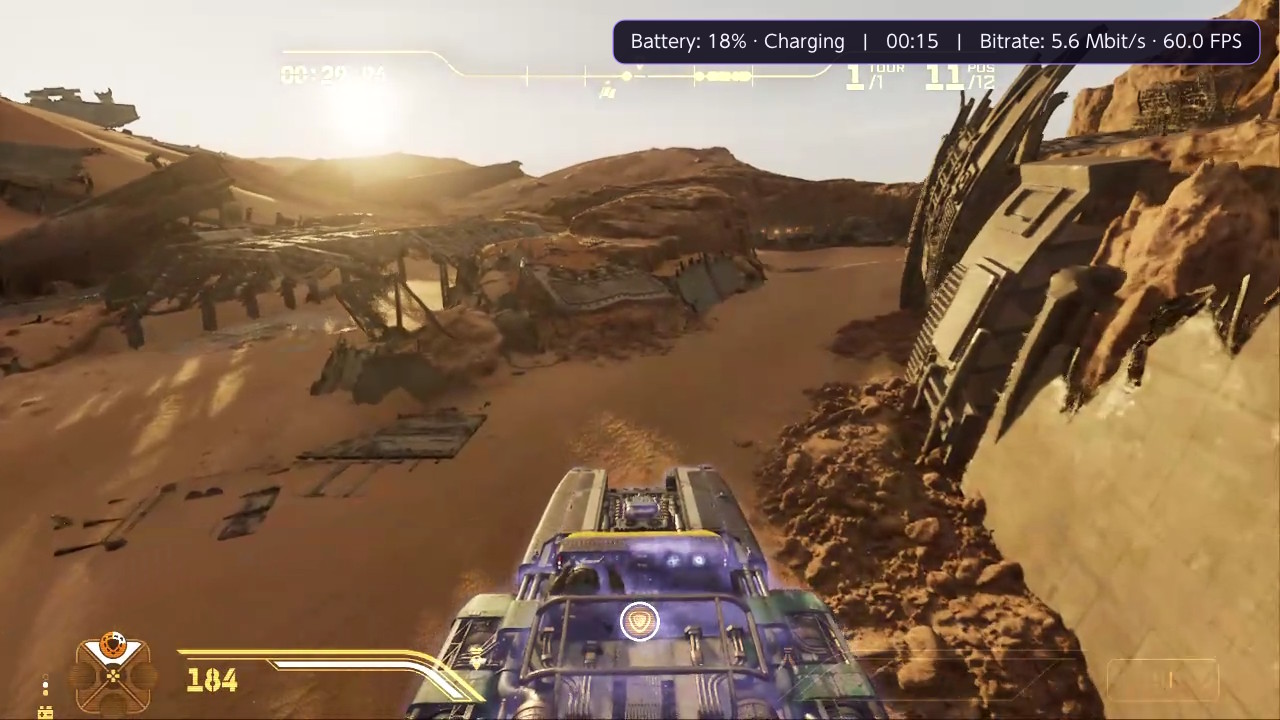 Battery: 18% · Charging | 00:15 | Bitrate: 5.6 Mbit/s · 60.0 FPS
1 TOUR /1 11 POS /12
184